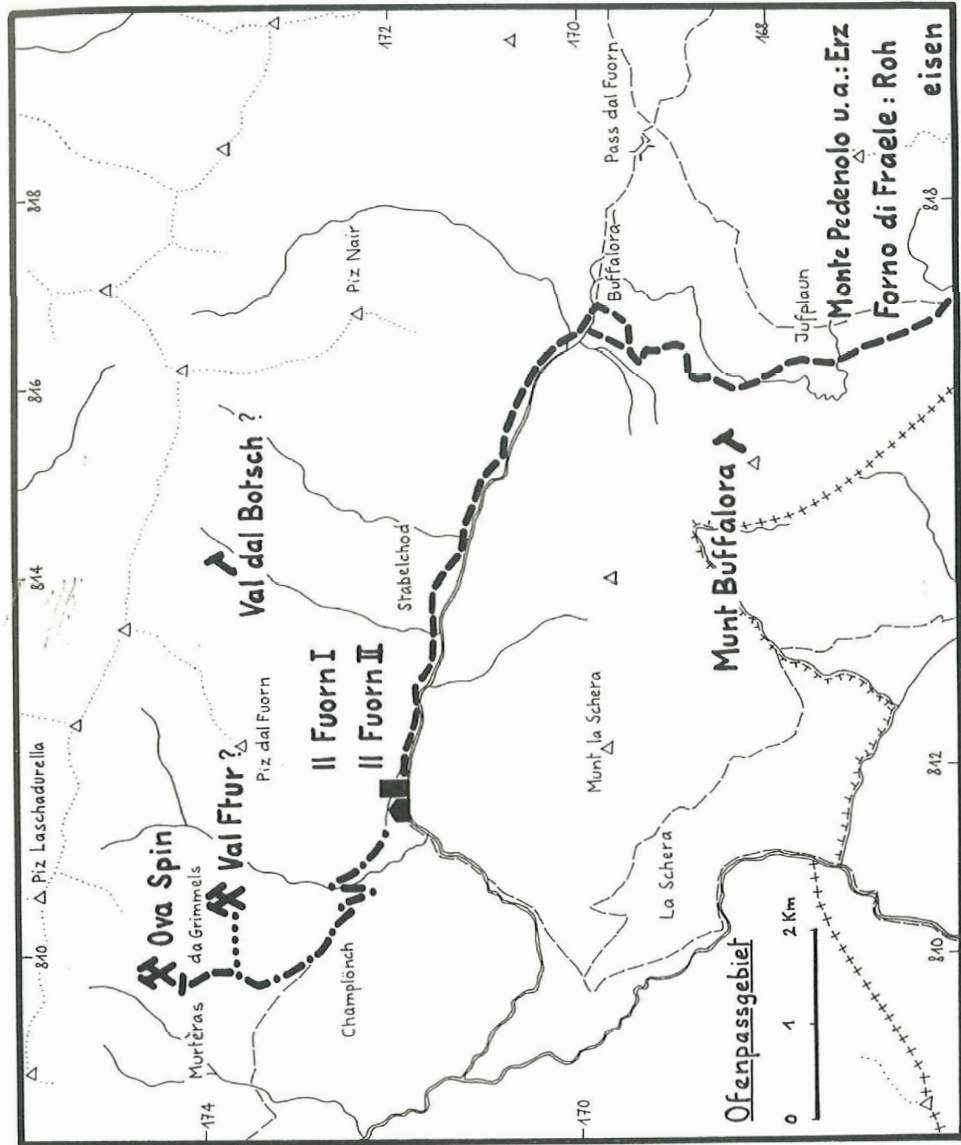 Piz Laschadurella
Ova Spin
da Grimmels
Murtèras
Val Ftur?
Piz dal Fuorn
Champlönch
Il Fuorn I
Il Fuorn II
Val dal Botsch ?
Stabelchod
Piz Nair
Pass dal Fuorn
Buffalora
Jufplaun
Munt la Schera
La Schera
Munt Buffalora
Monte Pedenolo u.a.: Erz
Forno di Fraele: Roh
eisen
Ofenpassgebiet
0 1 2 Km
810
814
816
818
172
170
168
174
170
810
812
818